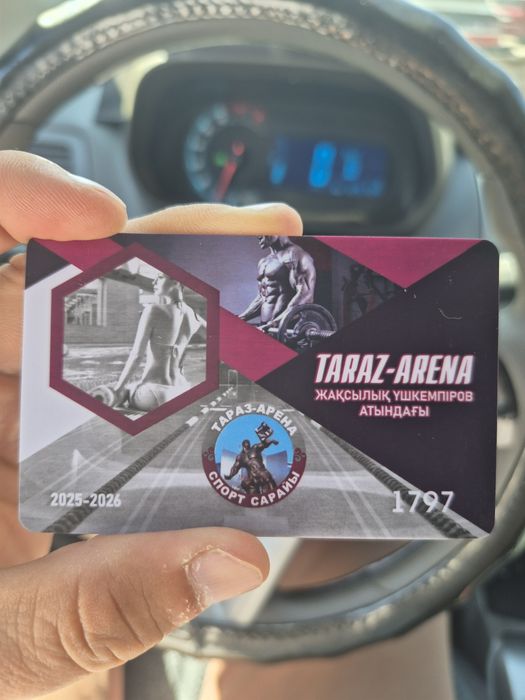 TARAZ-ARENA
ЖАҚСЫЛЫҚ ҮШКЕМПІРОВ
АТЫНДАҒЫ
ТАРАЗ-АРЕНА
СПОРТ САРАЙЫ
2025-2026
1797